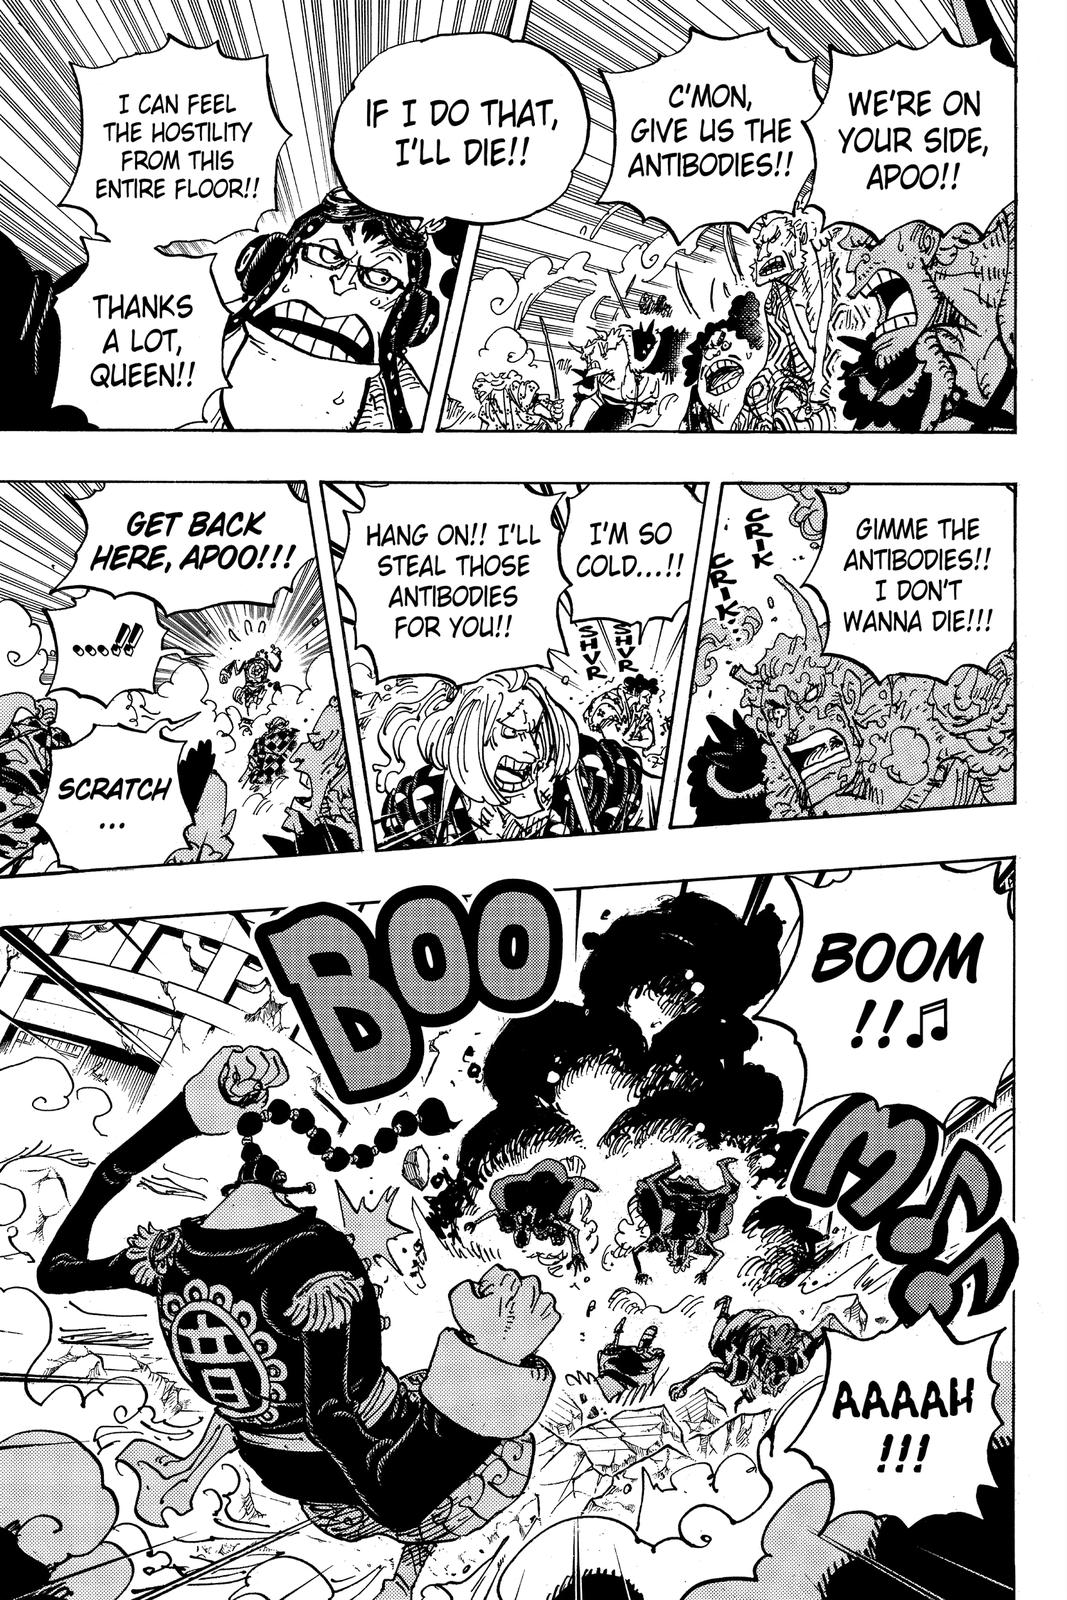 WE'RE ON
YOUR SIDE,
APOO!!
C'MON,
GIVE US THE
ANTIBODIES!!
IF I DO THAT,
I'LL DIE!!
I CAN FEEL
THE HOSTILITY
FROM THIS
ENTIRE FLOOR!!
THANKS
A LOT,
QUEEN!!
GIMME THE
ANTIBODIES!!
I DON'T
WANNA DIE!!!
CRIK
CRIK...
I'M SO
COLD...!!
SHVR
SHVR
HANG ON!! I'LL
STEAL THOSE
ANTIBODIES
FOR YOU!!
GET BACK
HERE, APOO!!!
...!!
SCRATCH
...
BOOM
!!♫
BOO
音
AAAAH
!!!